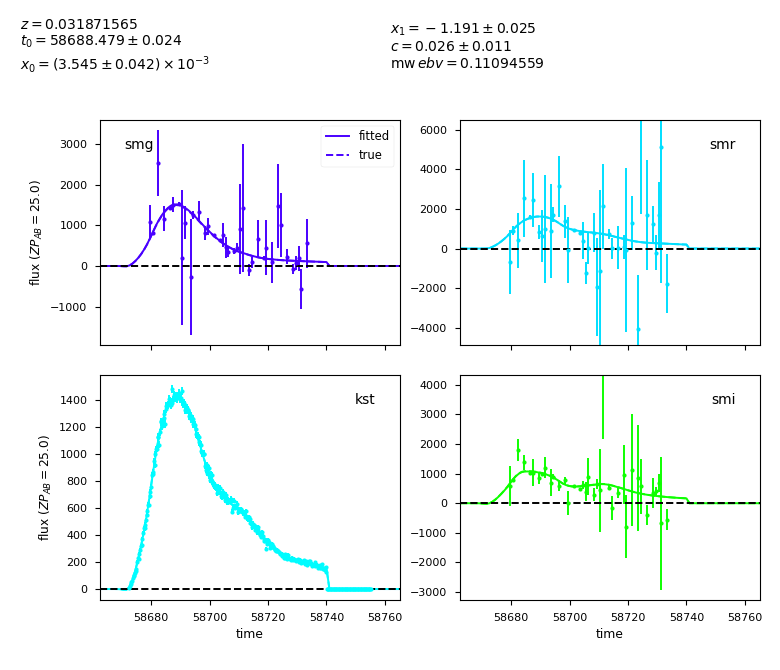 z = 0.031871565
t₀ = 58688.479 ± 0.024
x₀ = (3.545 ± 0.042) × 10⁻³
x₁ = −1.191 ± 0.025
c = 0.026 ± 0.011
mw ebv = 0.11094559
smg
fitted
true
3000
2000
1000
0
−1000
flux (ZP_AB = 25.0)
smr
6000
4000
2000
0
−2000
−4000
kst
1400
1200
1000
800
600
400
200
0
flux (ZP_AB = 25.0)
58680 58700 58720 58740 58760
time
smi
4000
3000
2000
1000
0
−1000
−2000
−3000
58680 58700 58720 58740 58760
time